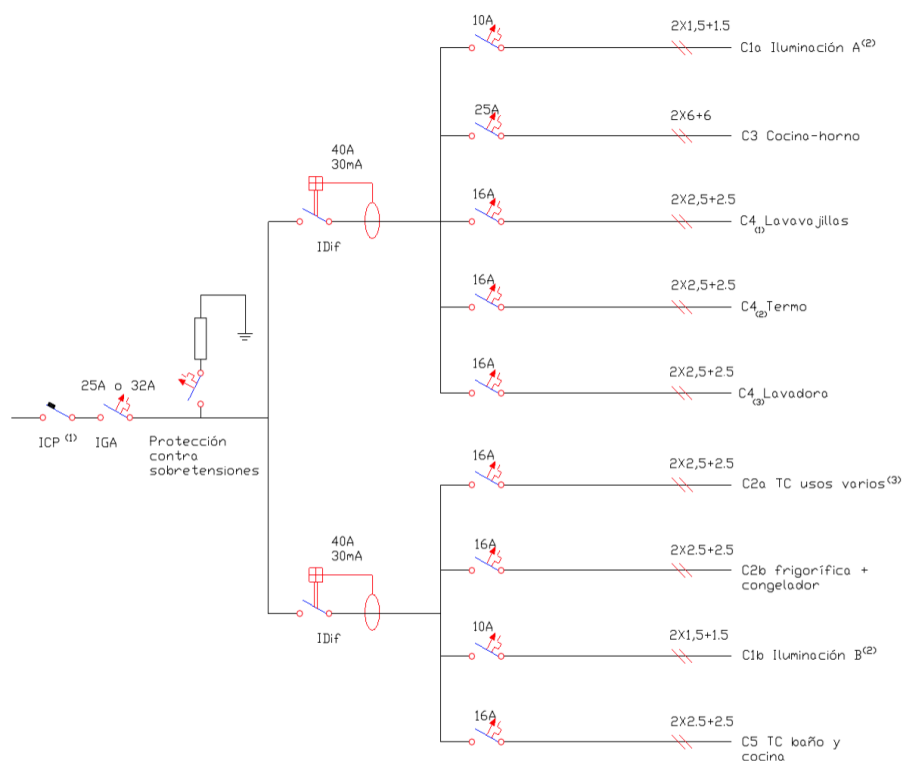 10A
2X1,5+1.5
C1a Iluminación A(2)
25A
2X6+6
C3 Cocina-horno
40A
30mA
IDif
16A
2X2,5+2.5
C4(1) Lavavajillas
16A
2X2,5+2.5
C4(2) Termo
16A
2X2,5+2.5
C4(3) Lavadora
25A o 32A
ICP (1)
IGA
Protección
contra
sobretensiones
16A
2X2,5+2.5
C2a TC usos varios(3)
40A
30mA
IDif
16A
2X2.5+2.5
C2b frigorífica +
congelador
10A
2X1,5+1.5
C1b Iluminación B(2)
16A
2X2.5+2.5
C5 TC baño y
cocina